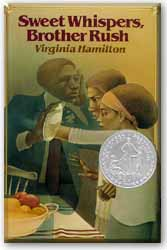 Sweet Whispers,
Brother Rush
Virginia Hamilton